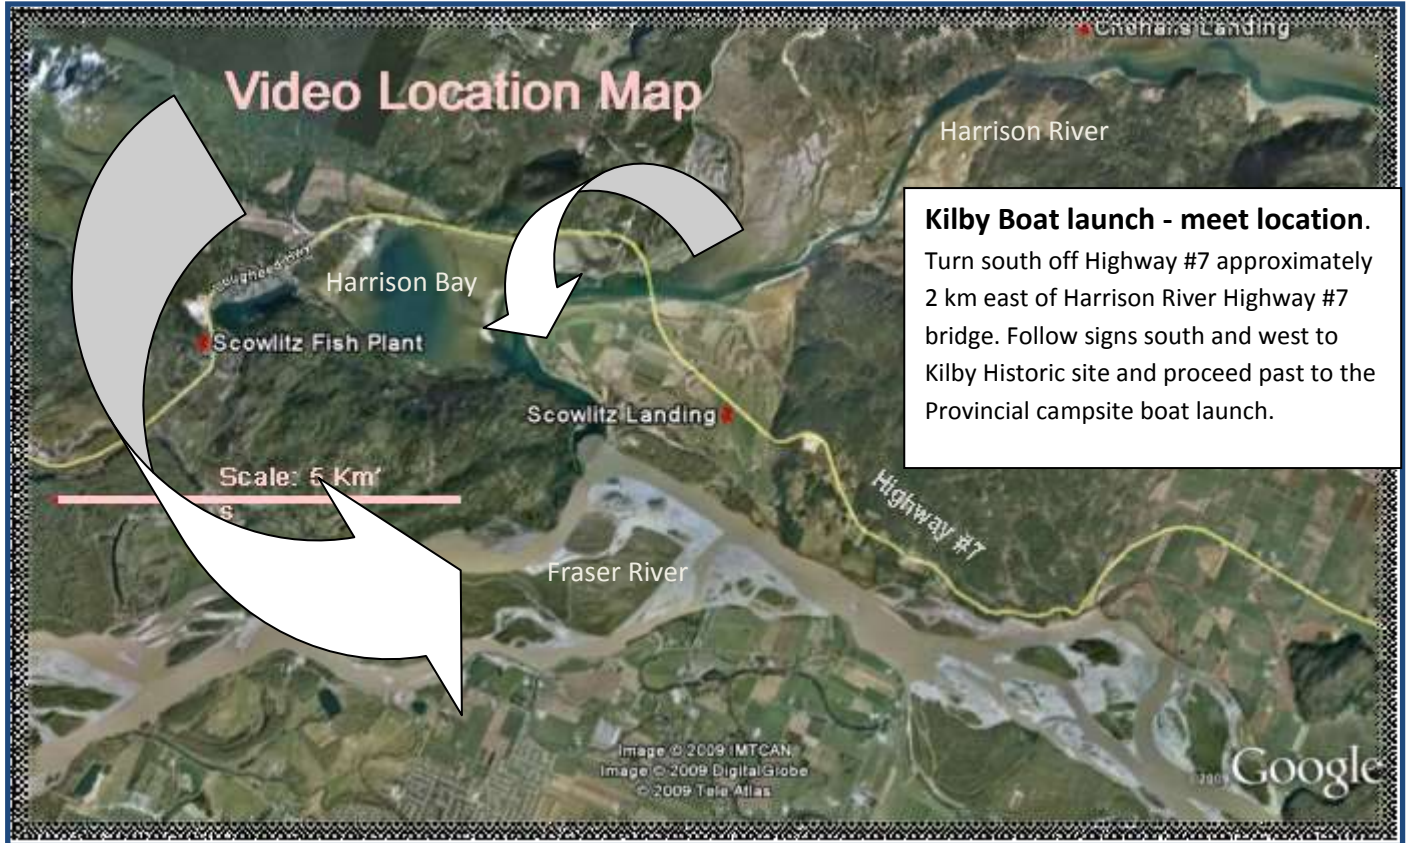 Landing
Video Location Map
Harrison River
Kilby Boat launch - meet location.
Turn south off Highway #7 approximately
2 km east of Harrison River Highway #7
bridge. Follow signs south and west to
Kilby Historic site and proceed past to the
Provincial campsite boat launch.
Harrison Bay
Scowlitz Fish Plant
Scowlitz Landing
Scale: 5 Km'
s
Highway #7
Fraser River
Image © 2009 IMTCAN
Image © 2009 DigitalGlobe
© 2009 Tele Atlas
2009 Google